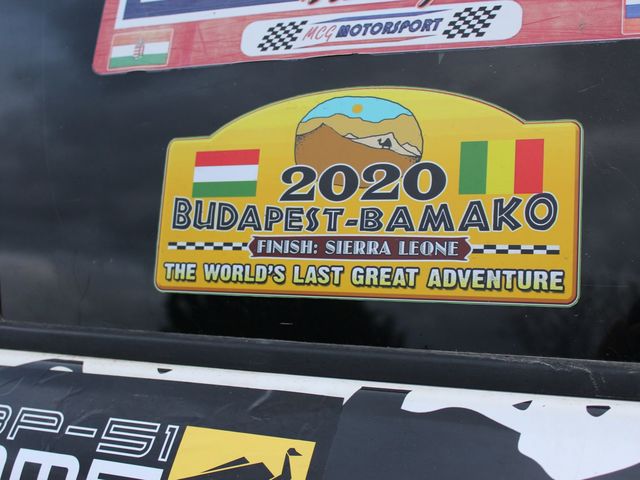 MCG MOTORSPORT
2020
BUDAPEST-BAMAKO
FINISH: SIERRA LEONE
THE WORLD'S LAST GREAT ADVENTURE
BP-51